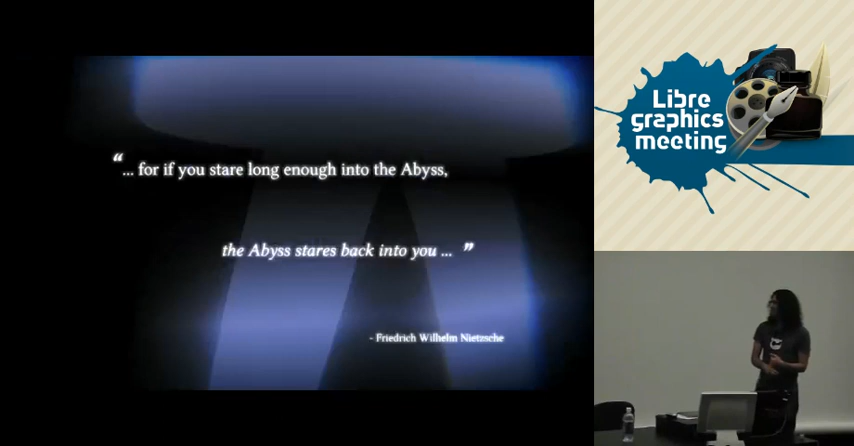 “... for if you stare long enough into the Abyss,
the Abyss stares back into you ... ”
- Friedrich Wilhelm Nietzsche
Libre
graphics
meeting